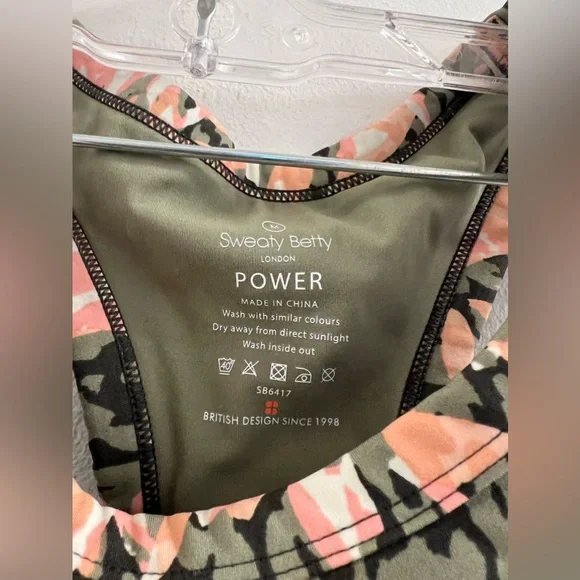 Sweaty Betty
LONDON
POWER
MADE IN CHINA
Wash with similar colours
Dry away from direct sunlight
Wash inside out
40°
SB6417
BRITISH DESIGN SINCE 1998